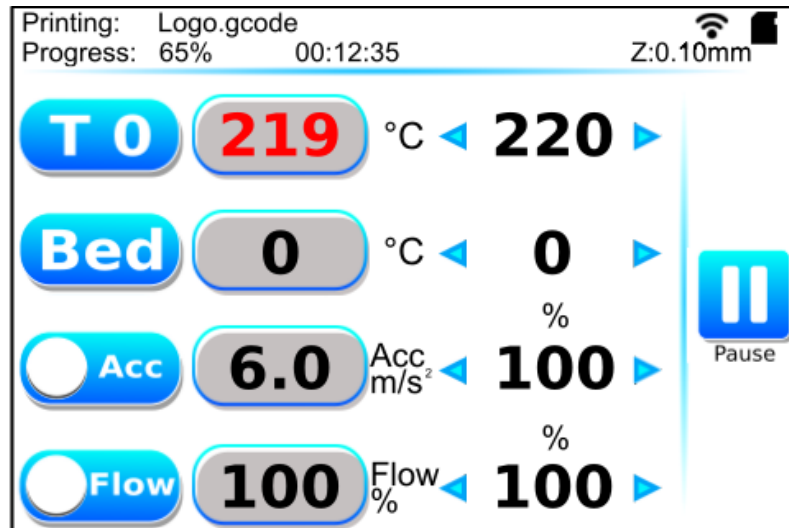 Printing: Logo.gcode
Progress: 65% 00:12:35 Z:0.10mm
T 0 219 °C 220
Bed 0 °C 0
%
Acc 6.0 Acc m/s² 100
Pause
%
Flow 100 Flow % 100